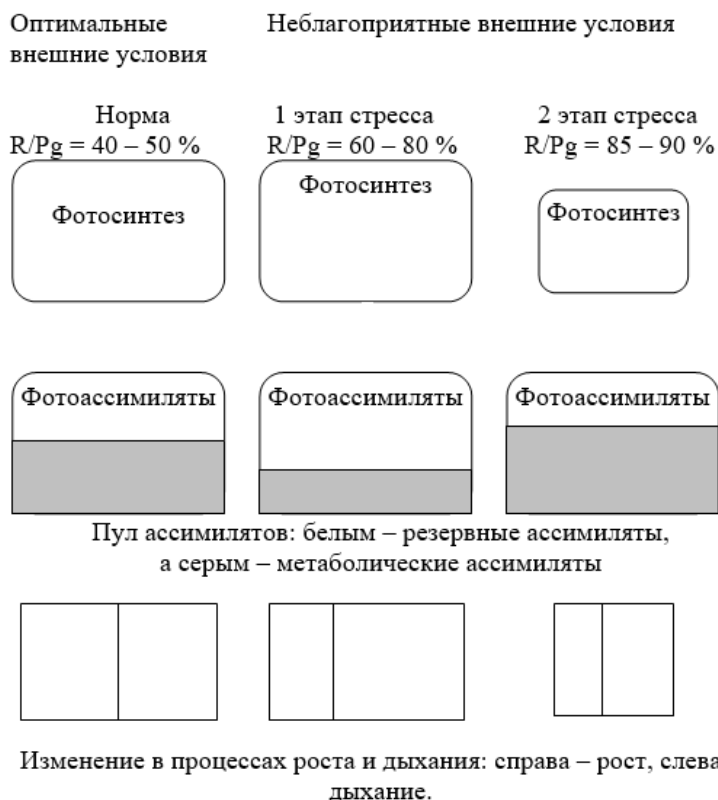 Оптимальные внешние условия
Неблагоприятные внешние условия
Норма
R/Pg = 40 – 50 %
1 этап стресса
R/Pg = 60 – 80 %
2 этап стресса
R/Pg = 85 – 90 %
Фотосинтез
Фотосинтез
Фотосинтез
Фотоассимиляты
Фотоассимиляты
Фотоассимиляты
Пул ассимилятов: белым – резервные ассимиляты,
а серым – метаболические ассимиляты
Изменение в процессах роста и дыхания: справа – рост, слева
дыхание.